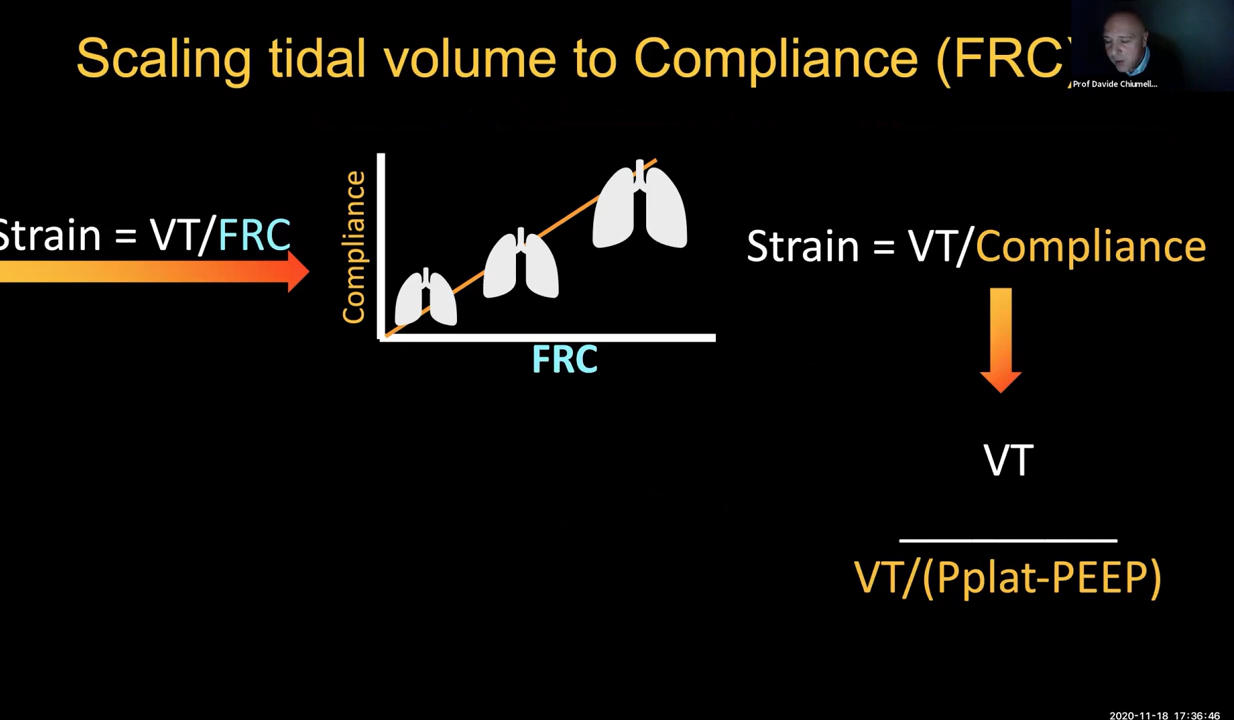 Scaling tidal volume to Compliance (FRC)
Prof Davide Chiumell...
Strain = VT/FRC
Compliance
FRC
Strain = VT/Compliance
VT
VT/(Pplat-PEEP)
2020-11-18 17:36:46